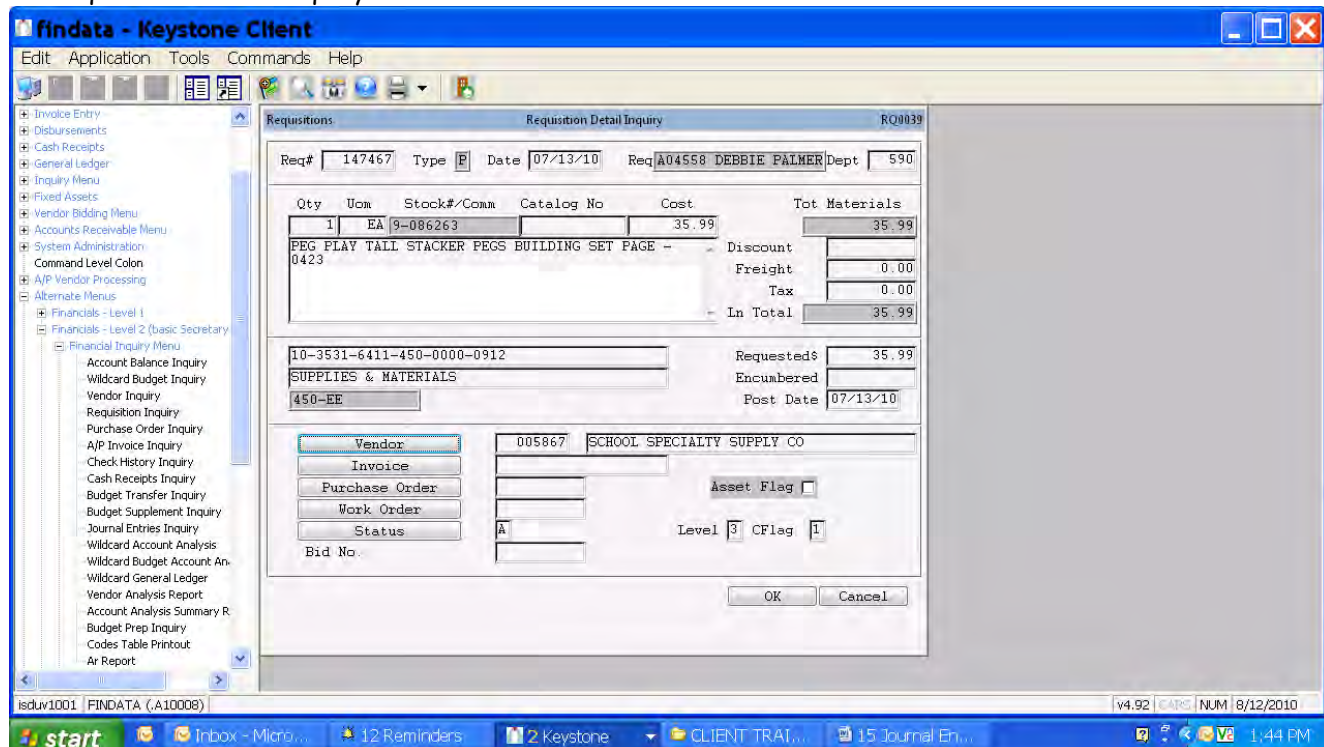 findata - Keystone Client
Edit Application Tools Commands Help
Invoice Entry
Disbursements
Cash Receipts
General Ledger
Inquiry Menu
Fixed Assets
Vendor Bidding Menu
Accounts Receivable Menu
System Administration
Command Level Colon
A/P Vendor Processing
Alternate Menus
Financials - Level 1
Financials - Level 2 (basic Secretary
Financial Inquiry Menu
Account Balance Inquiry
Wildcard Budget Inquiry
Vendor Inquiry
Requisition Inquiry
Purchase Order Inquiry
A/P Invoice Inquiry
Check History Inquiry
Cash Receipts Inquiry
Budget Transfer Inquiry
Budget Supplement Inquiry
Journal Entries Inquiry
Wildcard Account Analysis
Wildcard Budget Account An
Wildcard General Ledger
Vendor Analysis Report
Account Analysis Summary R
Budget Prep Inquiry
Codes Table Printout
Ar Report
Requisitions Requisition Detail Inquiry RQ0039
Req# 147467 Type P Date 07/13/10 Req A04558 DEBBIE PALMER Dept 590
Qty Uom Stock#/Comm Catalog No Cost Tot Materials
1 EA 9-086263 35.99 35.99
PEG PLAY TALL STACKER PEGS BUILDING SET PAGE - Discount
0423 Freight 0.00
Tax 0.00
Ln Total 35.99
10-3531-6411-450-0000-0912 Requested$ 35.99
SUPPLIES & MATERIALS Encumbered
450-EE Post Date 07/13/10
Vendor 005867 SCHOOL SPECIALTY SUPPLY CO
Invoice
Purchase Order Asset Flag
Work Order
Status A Level 3 CFlag 1
Bid No.
OK Cancel
isduv1001 FINDATA (.A10008) v4.92 CAPS NUM 8/12/2010
start Inbox - Micro... 12 Reminders 2 Keystone CLIENT TRAI... 15 Journal En... V2 1:44 PM